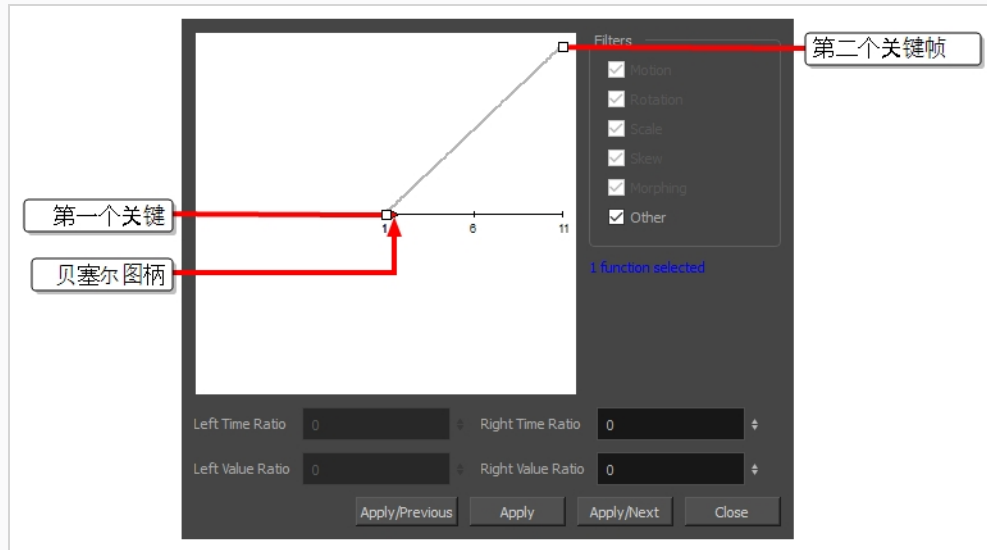 Filters
第二个关键帧
Motion
Rotation
Scale
Skew
Morphing
Other
第一个关键
1 6 11
贝塞尔图柄
1 function selected
Left Time Ratio 0 Right Time Ratio 0
Left Value Ratio 0 Right Value Ratio 0
Apply/Previous Apply Apply/Next Close